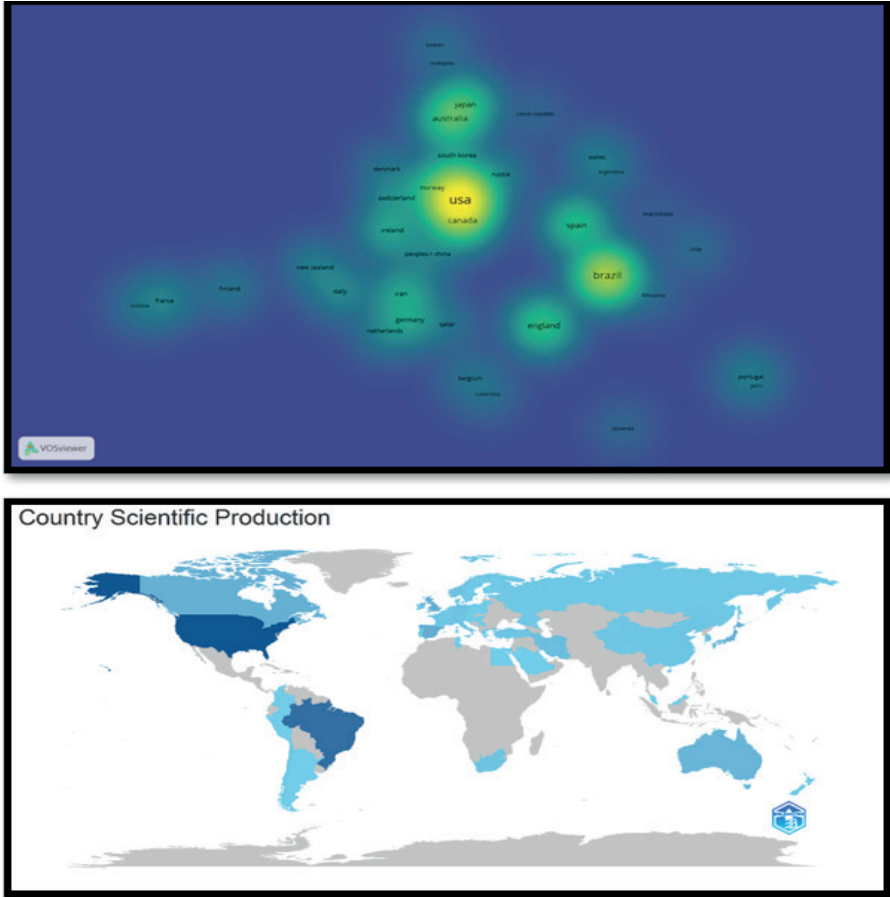 taiwan
malaysia
japan
australia
czech republic
south korea
wales
denmark
russia
argentina
norway
switzerland
usa
canada
macedonia
spain
ireland
chile
peoples r china
new zealand
brazil
finland
italy
iran
lithuania
france
germany
qatar
england
netherlands
belgium
portugal
peru
colombia
slovenia
VOSviewer
Country Scientific Production